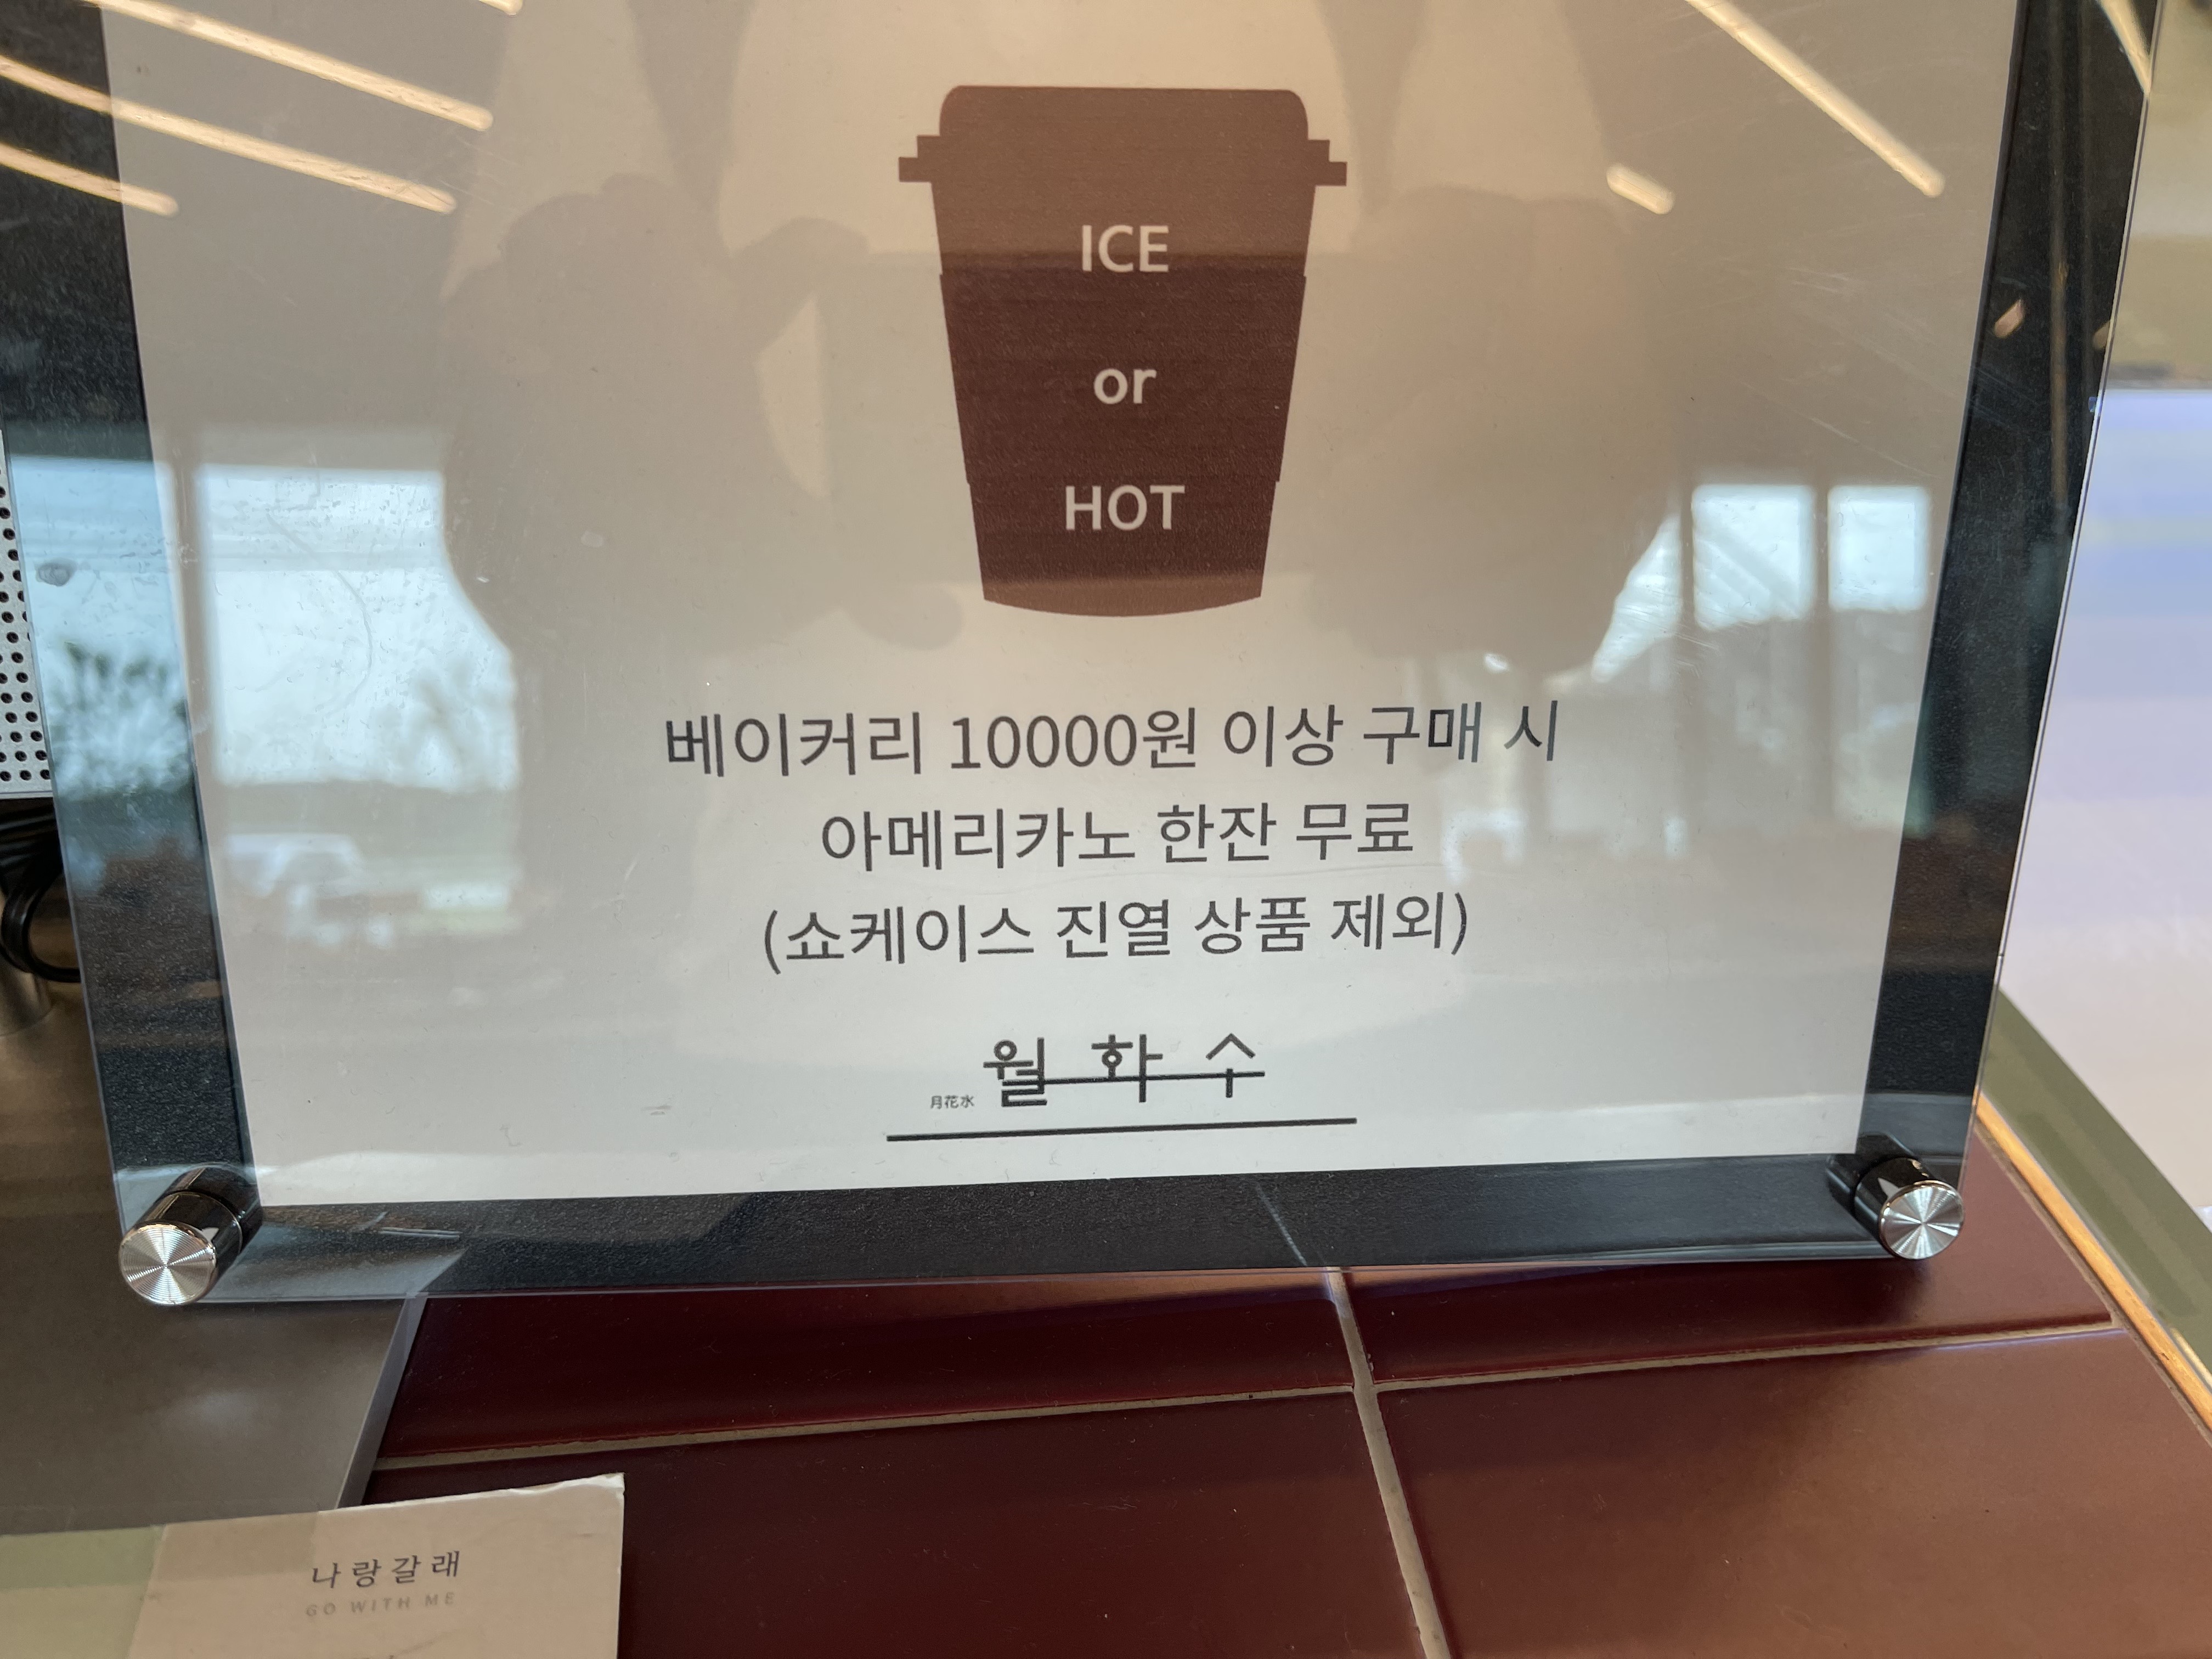 ICE
or
HOT
베이커리 10000원 이상 구매 시
아메리카노 한잔 무료
(쇼케이스 진열 상품 제외)
월 화 수
月花水
나랑갈래
GO WITH ME